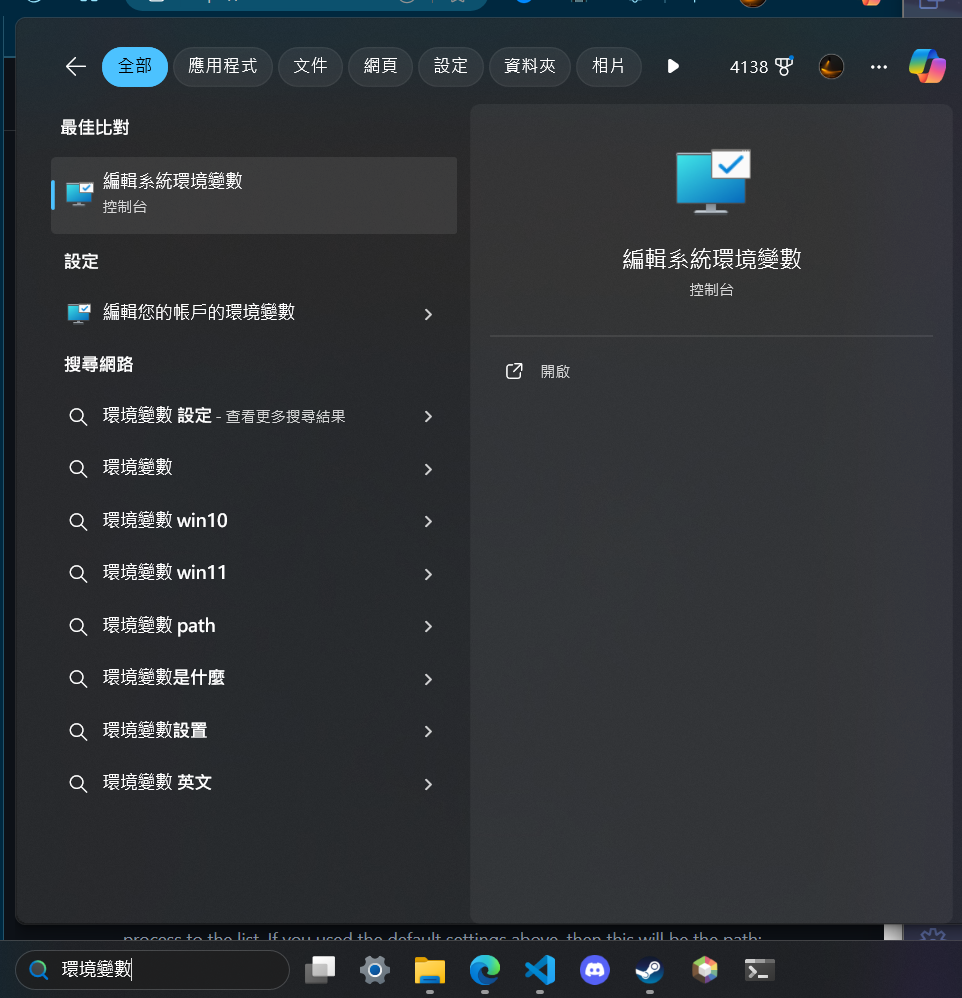 全部
應用程式
文件
網頁
設定
資料夾
相片
4138
最佳比對
編輯系統環境變數
控制台
設定
編輯您的帳戶的環境變數
搜尋網路
環境變數 設定 - 查看更多搜尋結果
環境變數
環境變數 win10
環境變數 win11
環境變數 path
環境變數是什麼
環境變數設置
環境變數 英文
編輯系統環境變數
控制台
開啟
process to the list. If you used the default settings above, then this will be the path:
環境變數